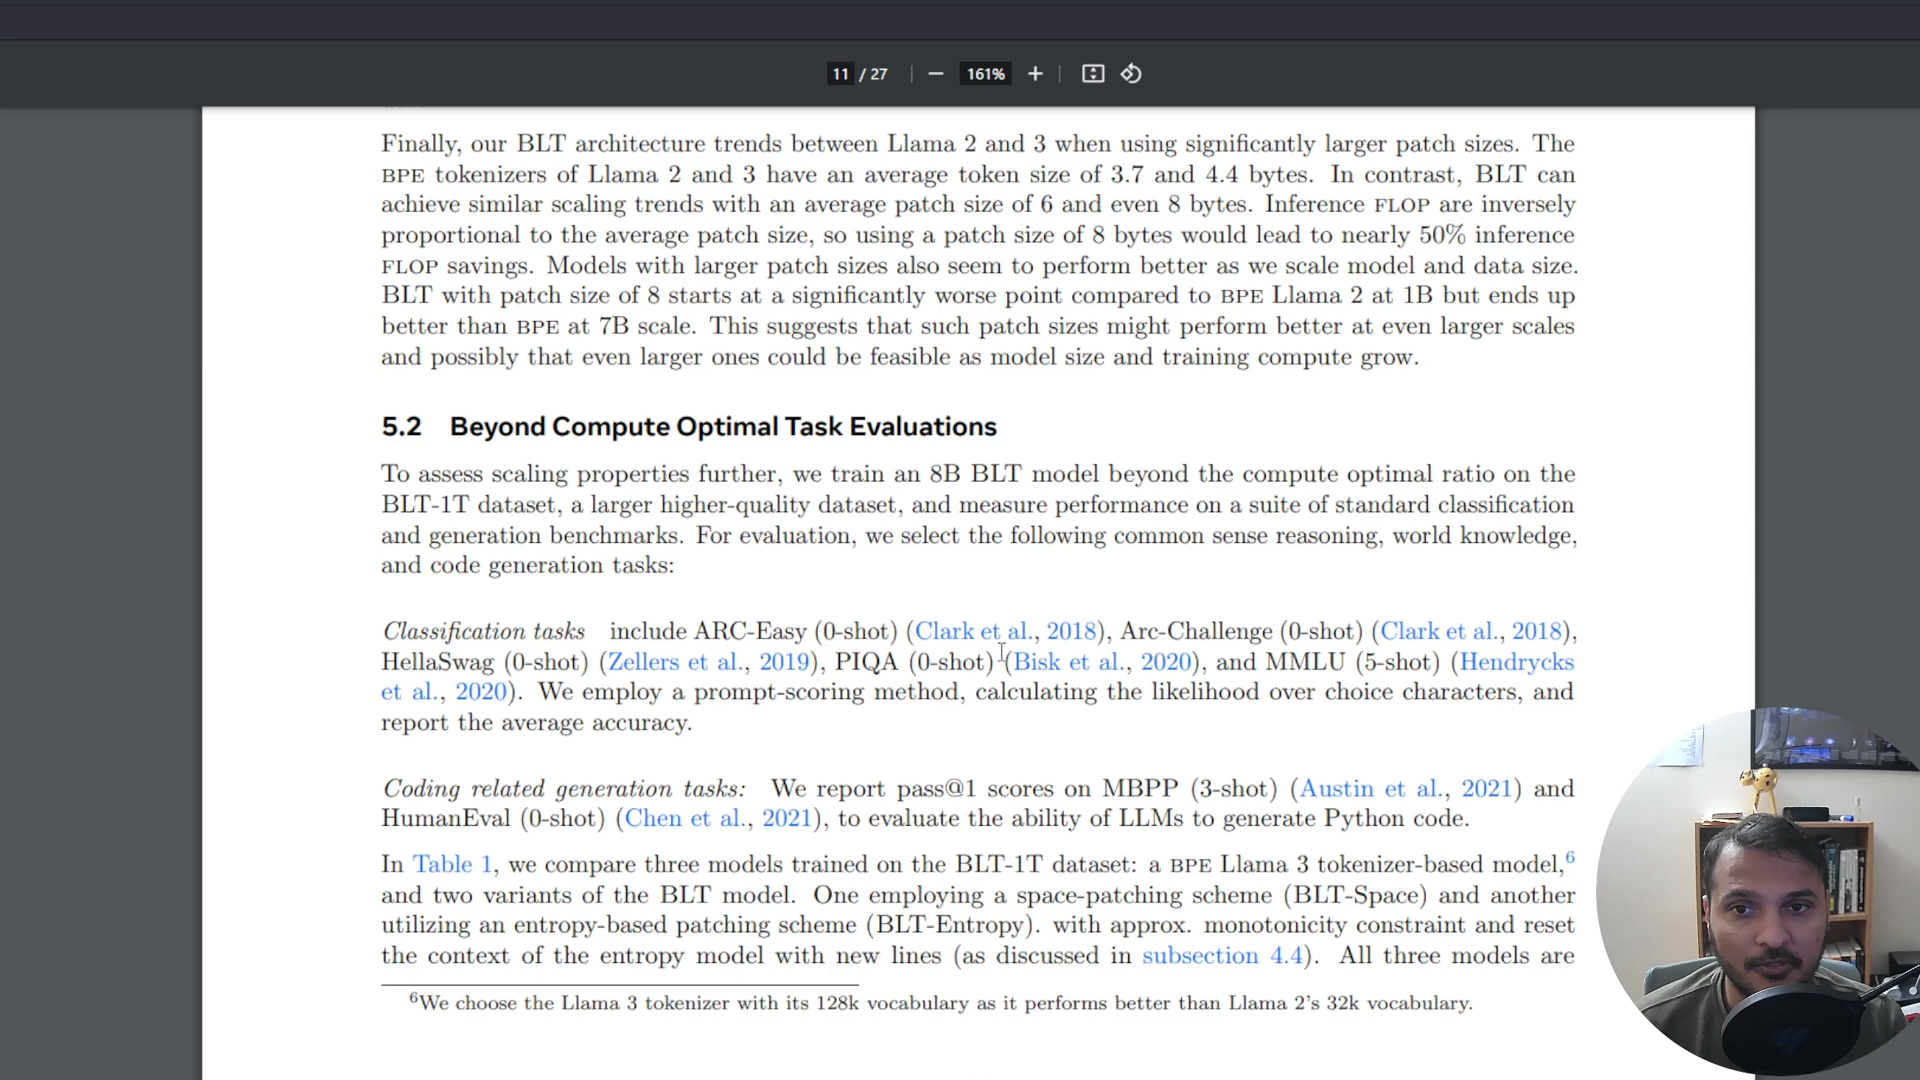 11 / 27 161%
Finally, our BLT architecture trends between Llama 2 and 3 when using significantly larger patch sizes. The
BPE tokenizers of Llama 2 and 3 have an average token size of 3.7 and 4.4 bytes. In contrast, BLT can
achieve similar scaling trends with an average patch size of 6 and even 8 bytes. Inference FLOP are inversely
proportional to the average patch size, so using a patch size of 8 bytes would lead to nearly 50% inference
FLOP savings. Models with larger patch sizes also seem to perform better as we scale model and data size.
BLT with patch size of 8 starts at a significantly worse point compared to BPE Llama 2 at 1B but ends up
better than BPE at 7B scale. This suggests that such patch sizes might perform better at even larger scales
and possibly that even larger ones could be feasible as model size and training compute grow.
5.2 Beyond Compute Optimal Task Evaluations
To assess scaling properties further, we train an 8B BLT model beyond the compute optimal ratio on the
BLT-1T dataset, a larger higher-quality dataset, and measure performance on a suite of standard classification
and generation benchmarks. For evaluation, we select the following common sense reasoning, world knowledge,
and code generation tasks:
Classification tasks include ARC-Easy (0-shot) (Clark et al., 2018), Arc-Challenge (0-shot) (Clark et al., 2018),
HellaSwag (0-shot) (Zellers et al., 2019), PIQA (0-shot) (Bisk et al., 2020), and MMLU (5-shot) (Hendrycks
et al., 2020). We employ a prompt-scoring method, calculating the likelihood over choice characters, and
report the average accuracy.
Coding related generation tasks: We report pass@1 scores on MBPP (3-shot) (Austin et al., 2021) and
HumanEval (0-shot) (Chen et al., 2021), to evaluate the ability of LLMs to generate Python code.
In Table 1, we compare three models trained on the BLT-1T dataset: a BPE Llama 3 tokenizer-based model,6
and two variants of the BLT model. One employing a space-patching scheme (BLT-Space) and another
utilizing an entropy-based patching scheme (BLT-Entropy). with approx. monotonicity constraint and reset
the context of the entropy model with new lines (as discussed in subsection 4.4). All three models are
6We choose the Llama 3 tokenizer with its 128k vocabulary as it performs better than Llama 2's 32k vocabulary.